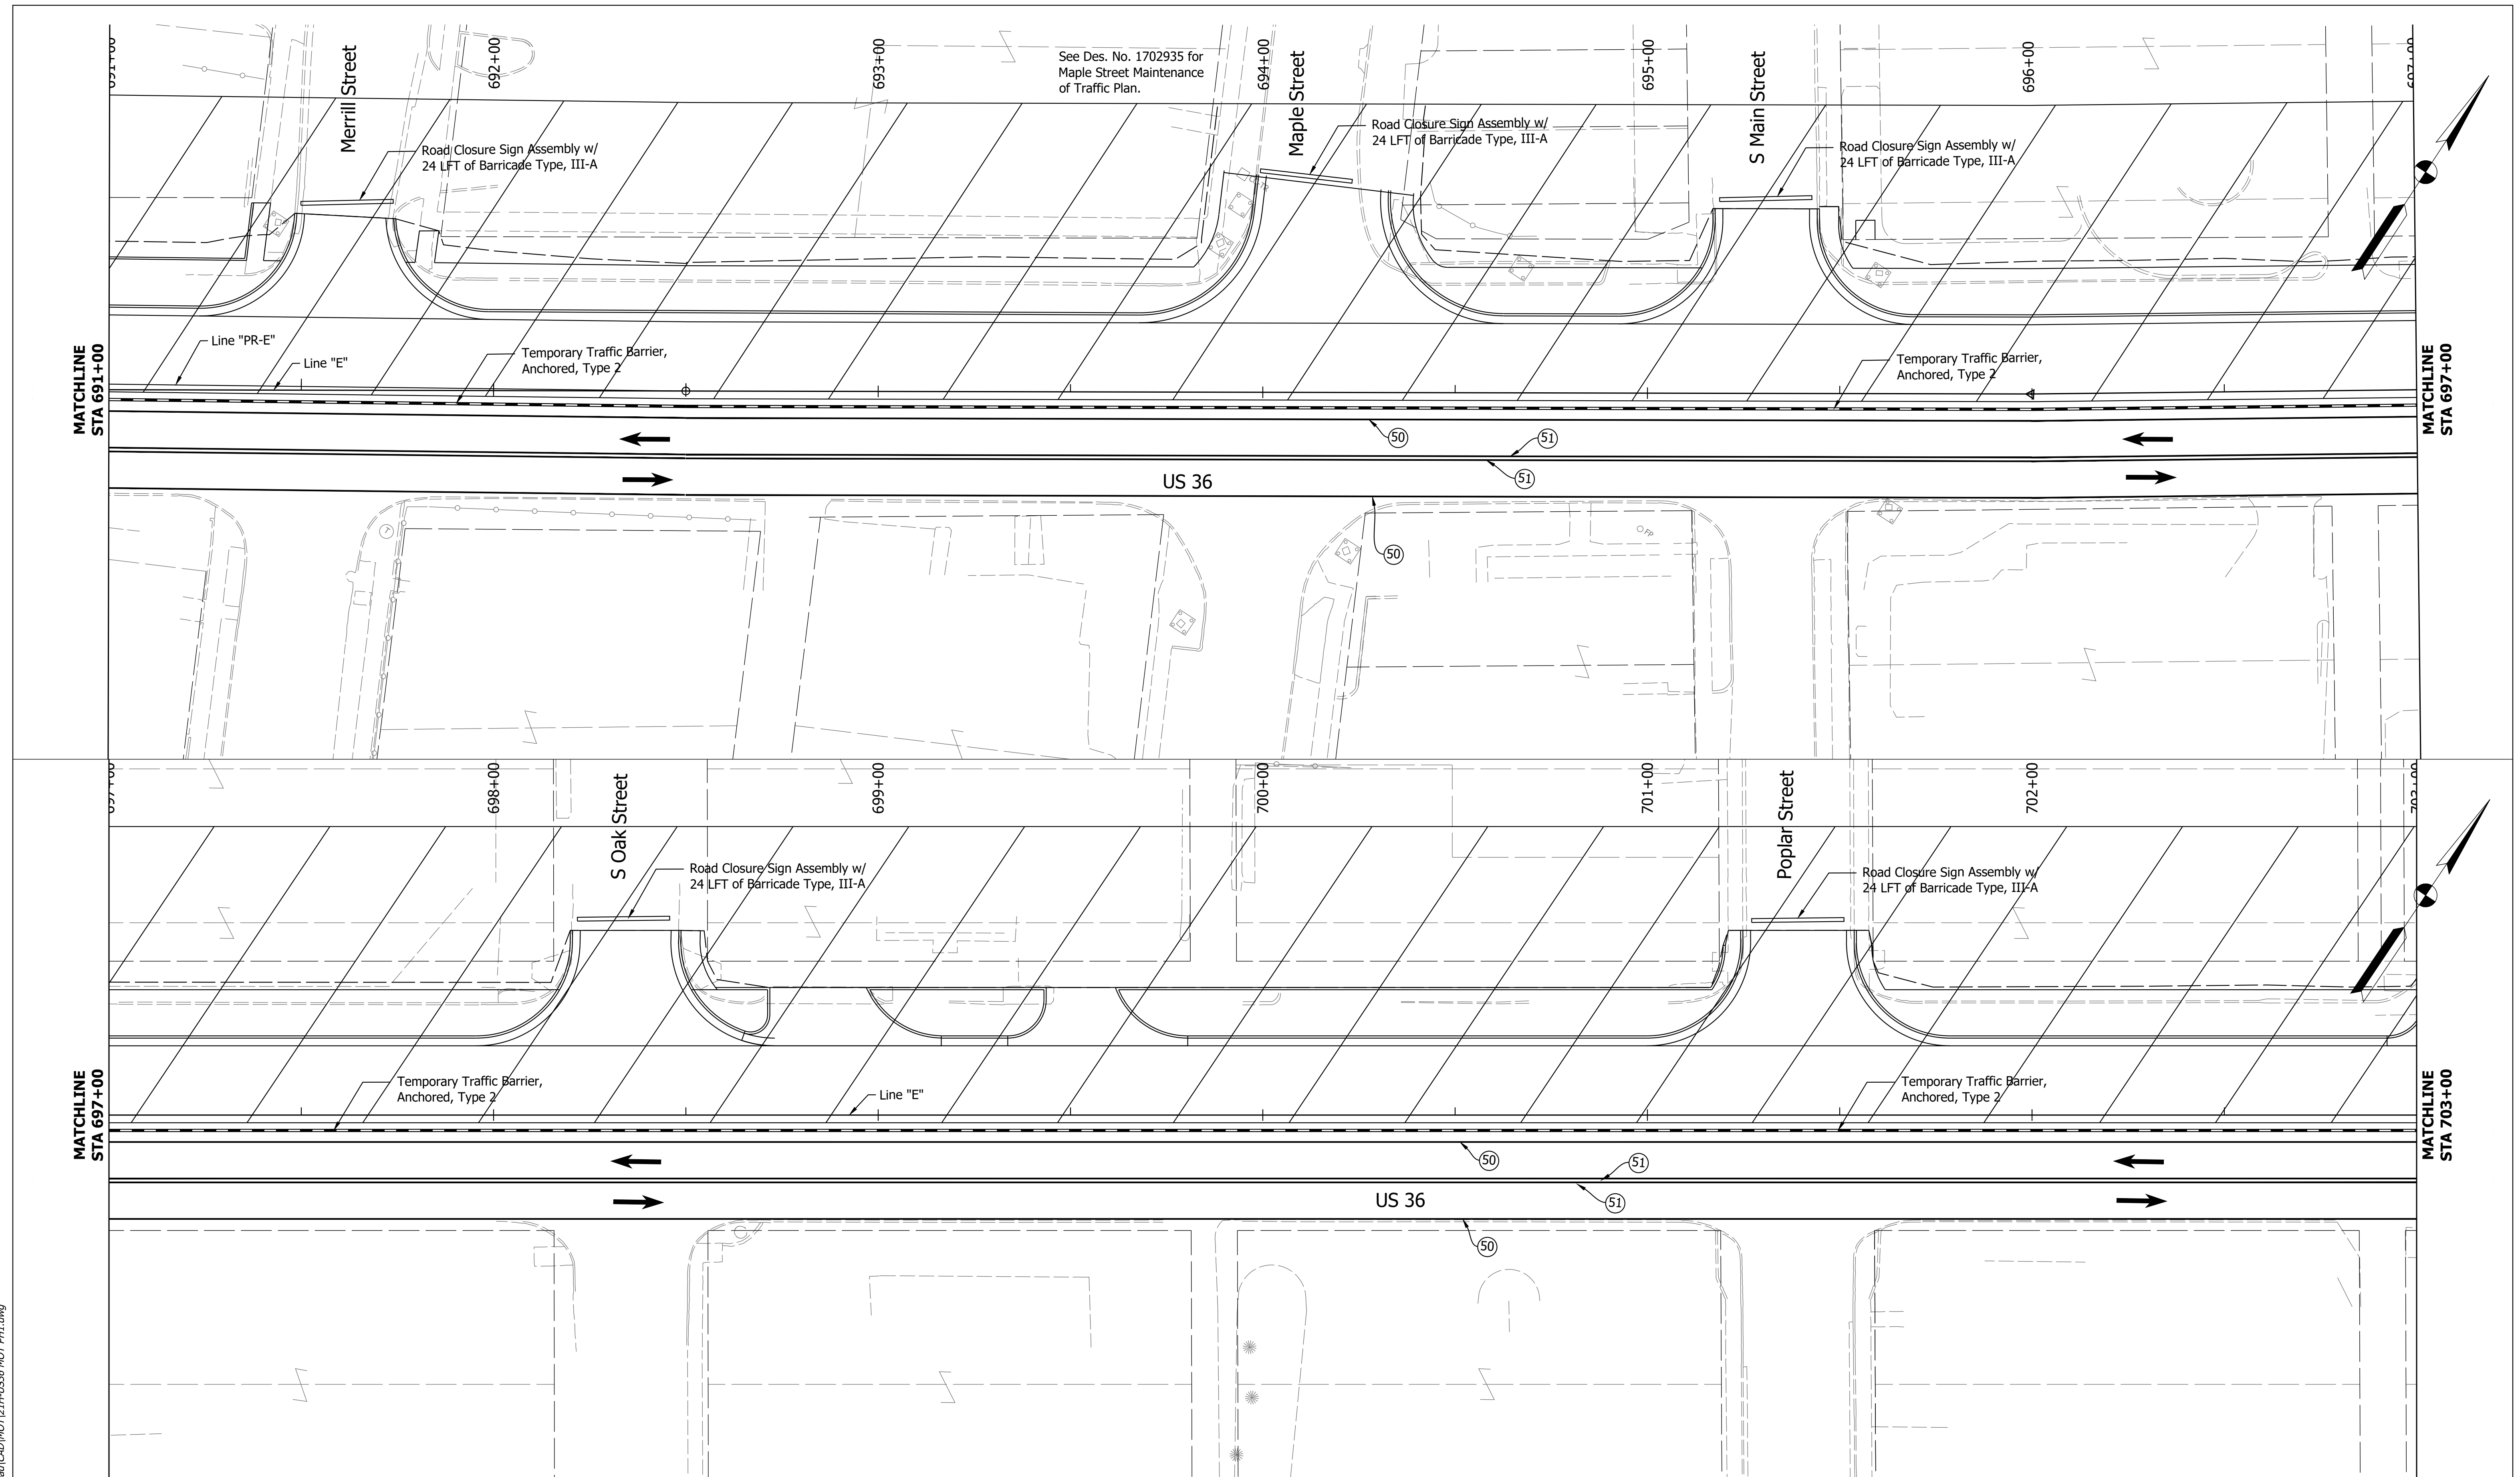 691+00
692+00
693+00
694+00
695+00
696+00
697+00
Merrill Street
Maple Street
S Main Street
See Des. No. 1702935 for
Maple Street Maintenance
of Traffic Plan.
Road Closure Sign Assembly w/
24 LFT of Barricade Type, III-A
Road Closure Sign Assembly w/
24 LFT of Barricade Type, III-A
Road Closure Sign Assembly w/
24 LFT of Barricade Type, III-A
Line "PR-E"
Line "E"
Temporary Traffic Barrier,
Anchored, Type 2
Temporary Traffic Barrier,
Anchored, Type 2
MATCHLINE
STA 691+00
MATCHLINE
STA 697+00
50
51
51
US 36
50
T
FP
697+00
698+00
699+00
700+00
701+00
702+00
703+00
S Oak Street
Poplar Street
Road Closure Sign Assembly w/
24 LFT of Barricade Type, III-A
Road Closure Sign Assembly w/
24 LFT of Barricade Type, III-A
Temporary Traffic Barrier,
Anchored, Type 2
Line "E"
Temporary Traffic Barrier,
Anchored, Type 2
MATCHLINE
STA 697+00
MATCHLINE
STA 703+00
50
51
51
US 36
50